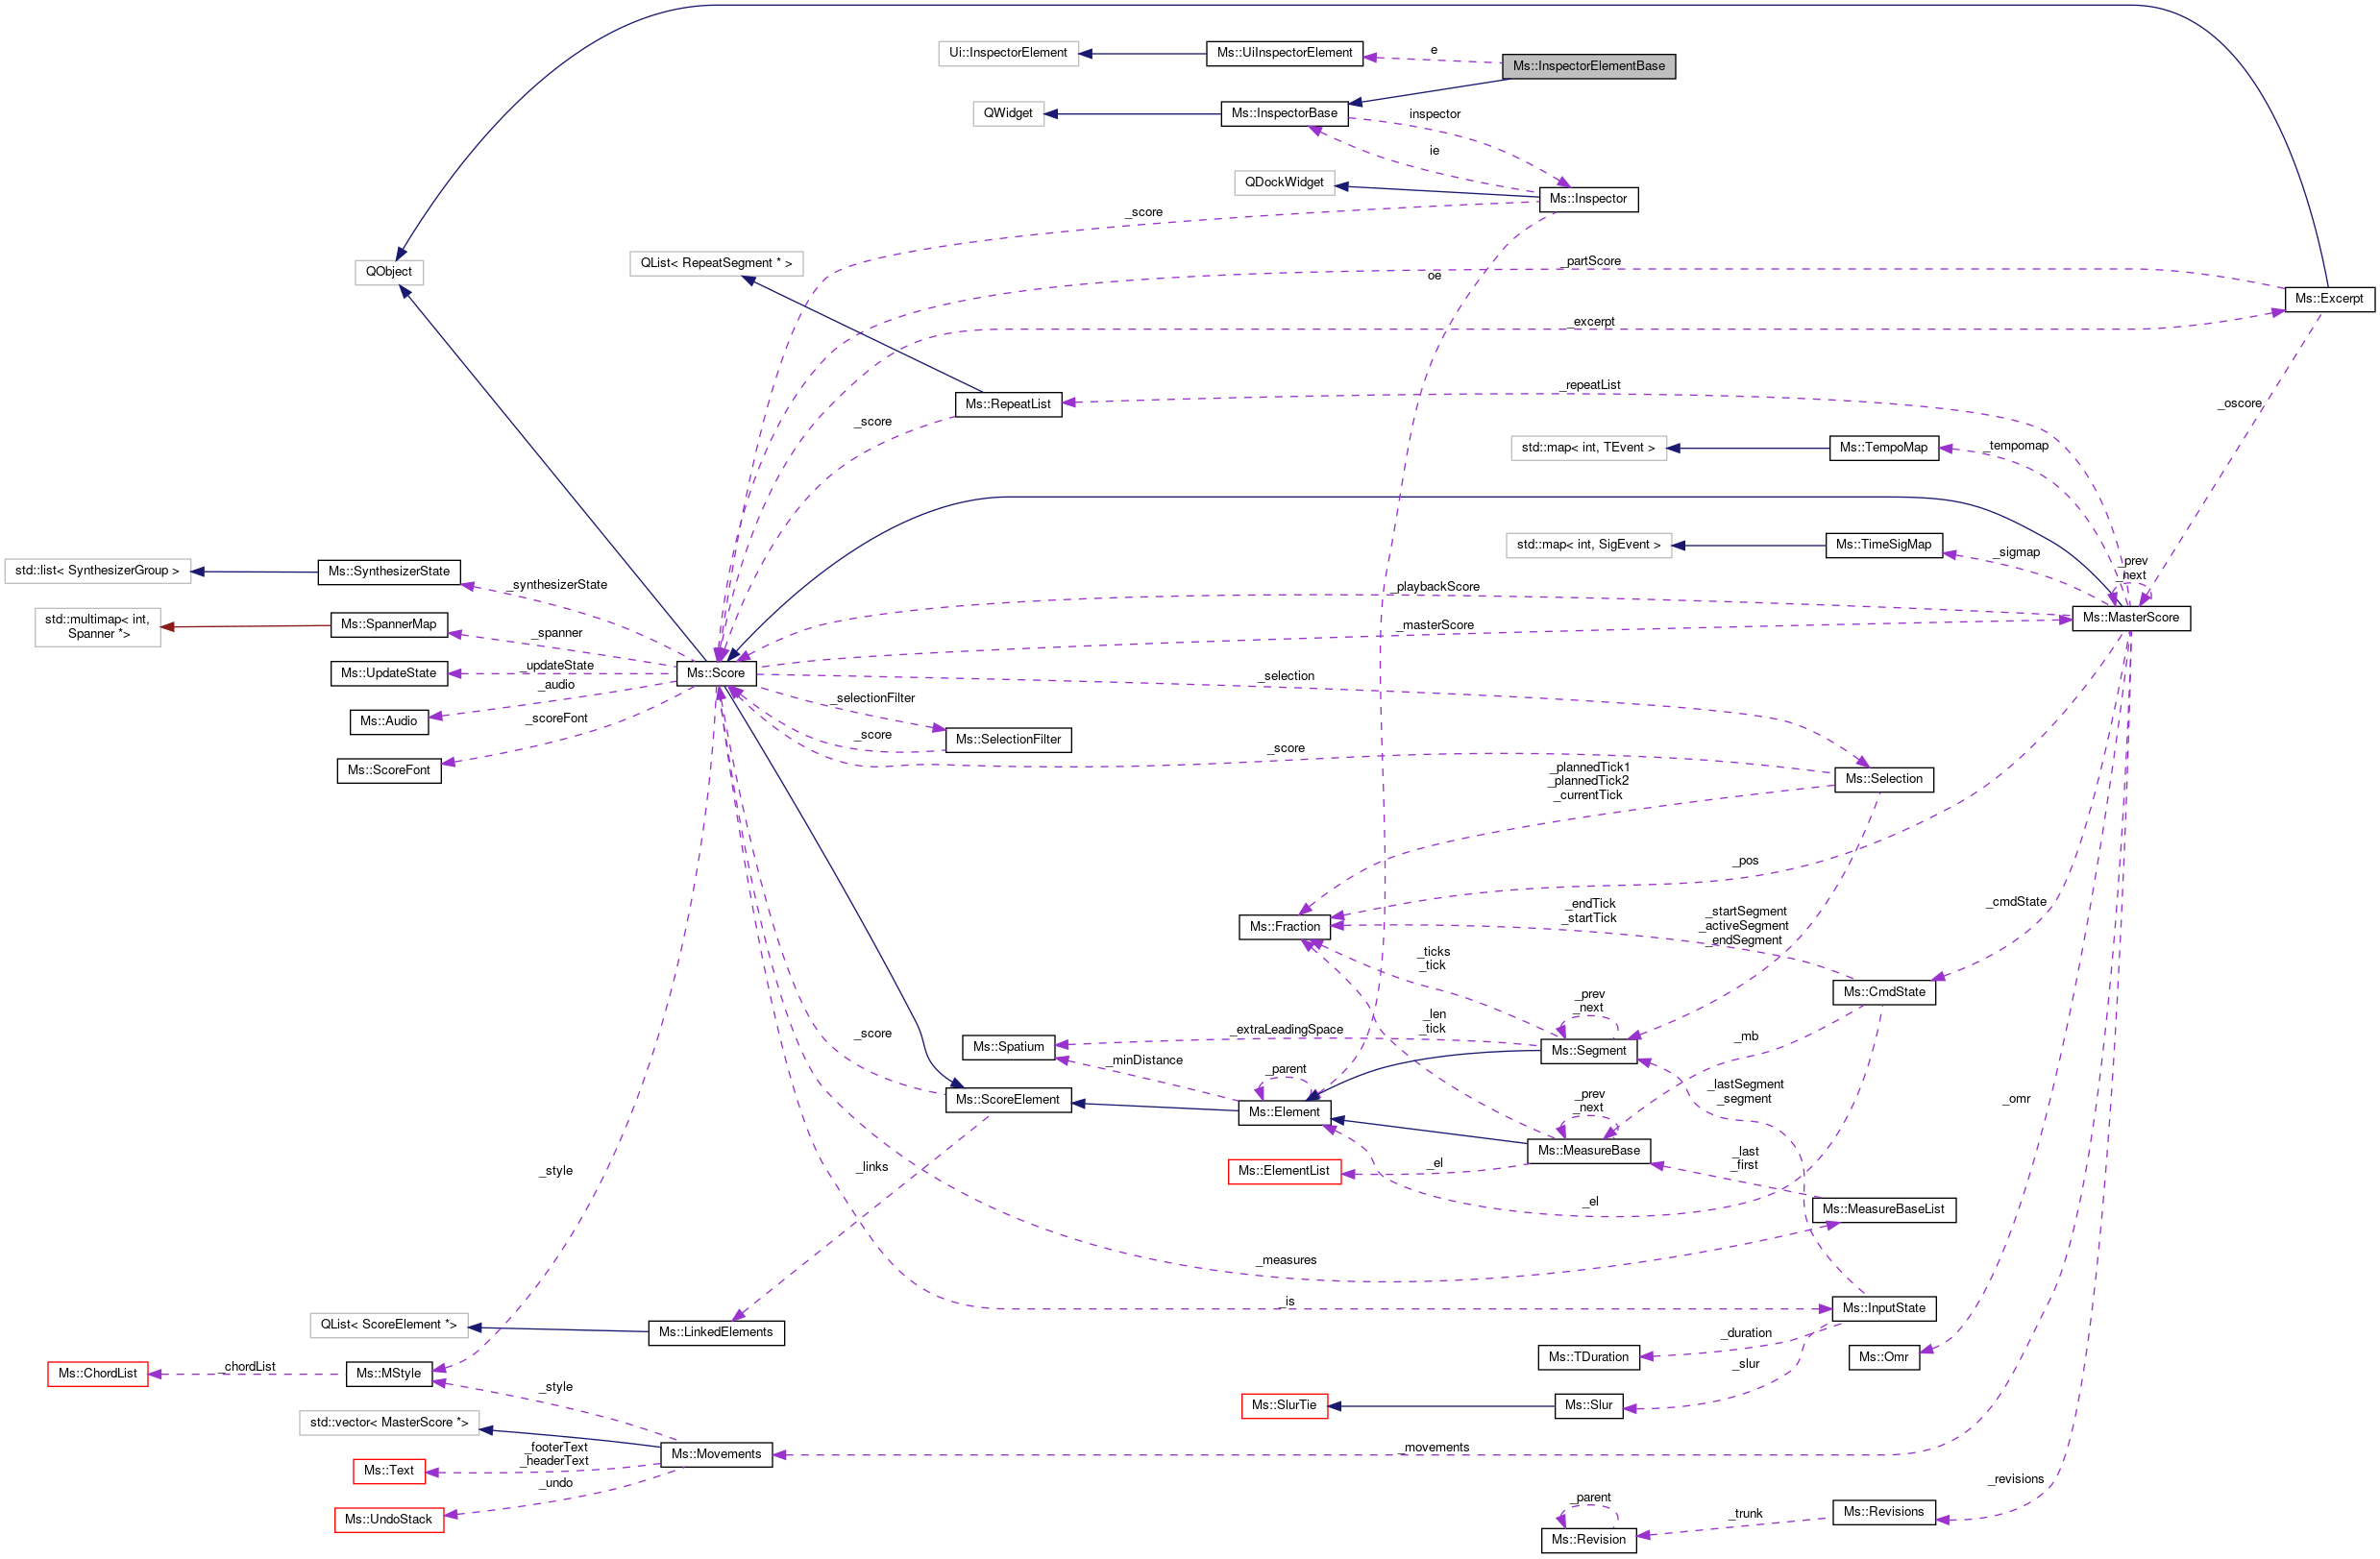 Ui::InspectorElement
Ms::UiInspectorElement
e
Ms::InspectorElementBase
QWidget
Ms::InspectorBase
inspector
ie
QDockWidget
Ms::Inspector
_score
QList< RepeatSegment * >
_partScore
QObject
oe
Ms::Excerpt
_excerpt
_repeatList
Ms::RepeatList
_oscore
_score
std::map< int, TEvent >
Ms::TempoMap
_tempomap
std::map< int, SigEvent >
Ms::TimeSigMap
_sigmap
_prev
_next
std::list< SynthesizerGroup >
Ms::SynthesizerState
_synthesizerState
_playbackScore
std::multimap< int,
Spanner *>
Ms::SpannerMap
_spanner
_masterScore
Ms::MasterScore
Ms::UpdateState
_updateState
Ms::Score
_selection
_audio
Ms::Audio
_selectionFilter
_scoreFont
_score
Ms::SelectionFilter
_score
Ms::ScoreFont
_plannedTick1
_plannedTick2
_currentTick
Ms::Selection
_pos
_endTick
_startTick
_startSegment
_activeSegment
_endSegment
_cmdState
Ms::Fraction
_ticks
_tick
Ms::CmdState
_prev
_next
_len
_tick
_extraLeadingSpace
_score
_mb
Ms::Spatium
Ms::Segment
_minDistance
_parent
_lastSegment
_segment
Ms::ScoreElement
Ms::Element
_prev
_next
_omr
Ms::MeasureBase
_last
_first
_links
Ms::ElementList
_el
_style
_el
Ms::MeasureBaseList
_measures
_is
Ms::InputState
QList< ScoreElement *>
Ms::LinkedElements
_duration
Ms::TDuration
Ms::Omr
_slur
Ms::ChordList
_chordList
Ms::MStyle
_style
Ms::SlurTie
Ms::Slur
std::vector< MasterScore *>
_footerText
_headerText
Ms::Movements
_movements
Ms::Text
_undo
_revisions
Ms::UndoStack
_parent
_trunk
Ms::Revisions
Ms::Revision